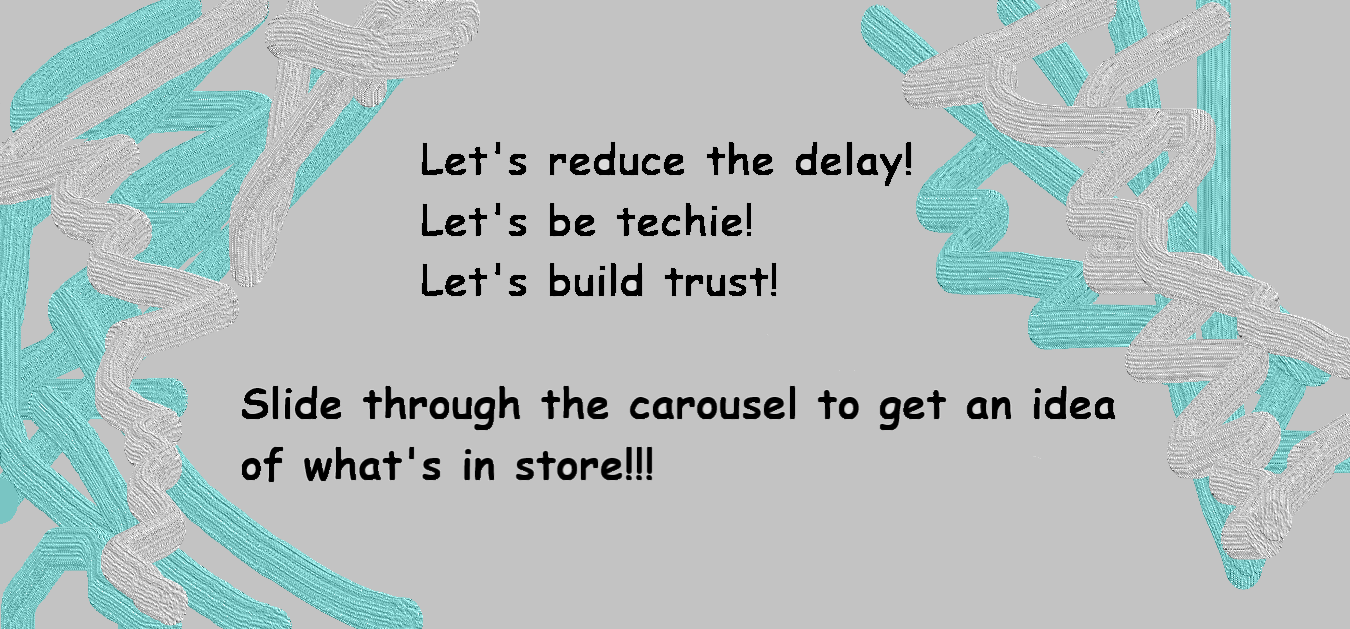 Let's reduce the delay!
Let's be techie!
Let's build trust!
Slide through the carousel to get an idea
of what's in store!!!